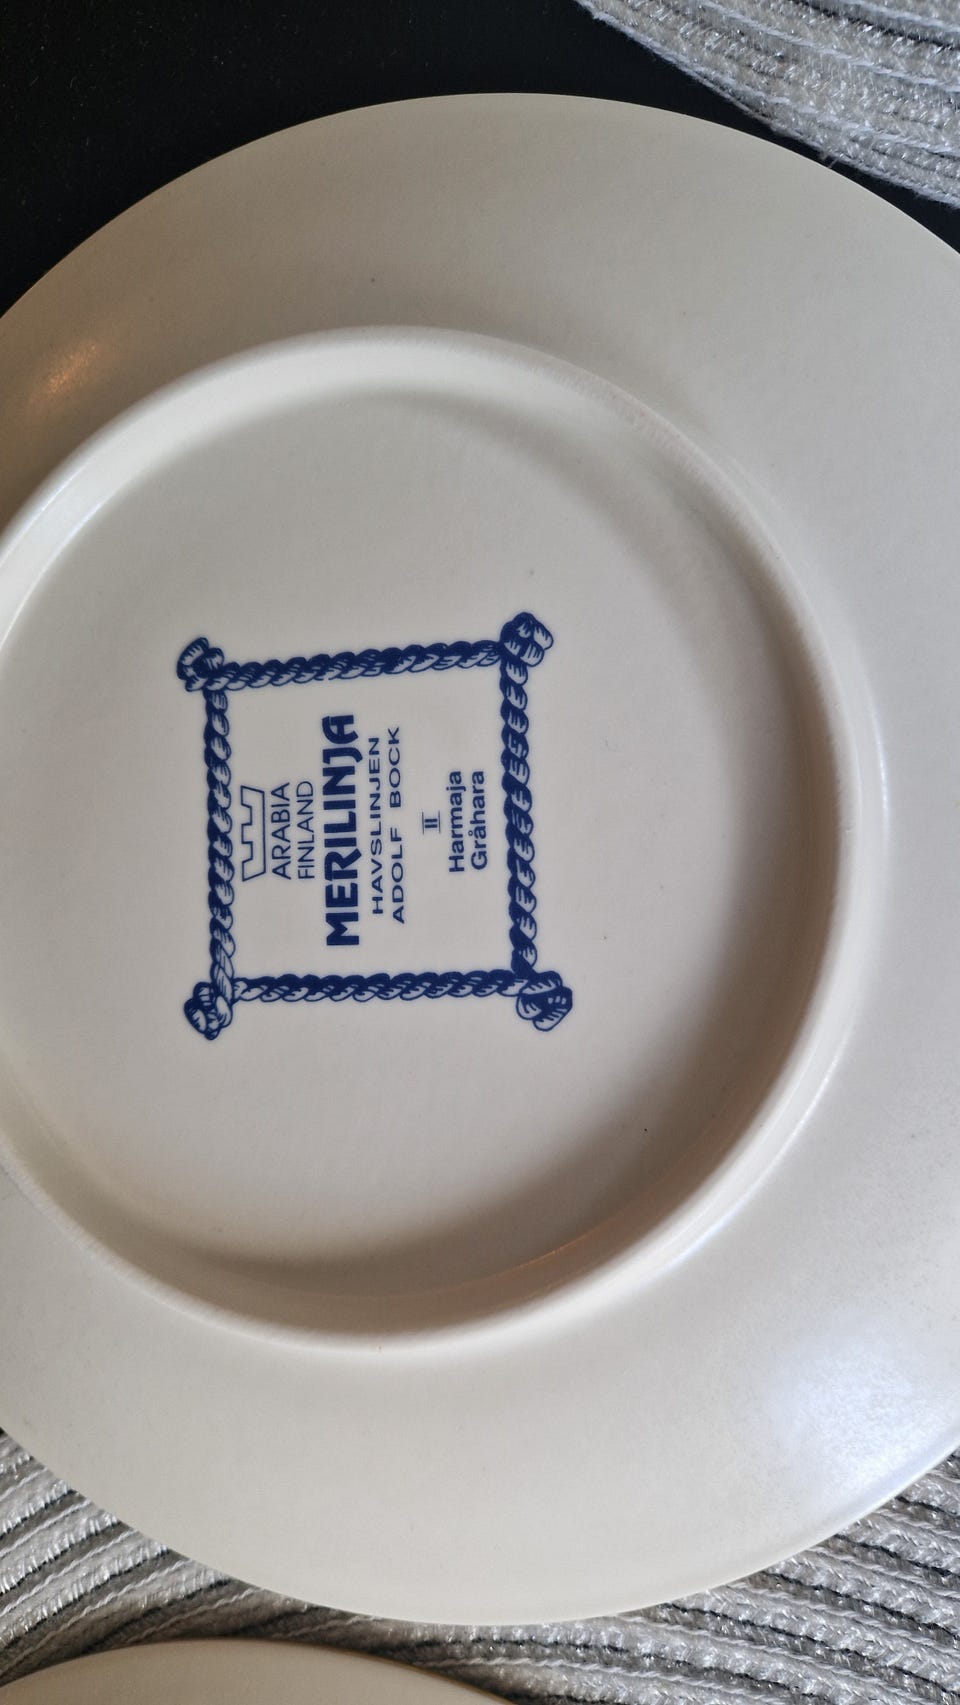 ARABIA
FINLAND
MERILINJA
HAVSLINJEN
ADOLF BOCK
II
Harmaja
Gråhara